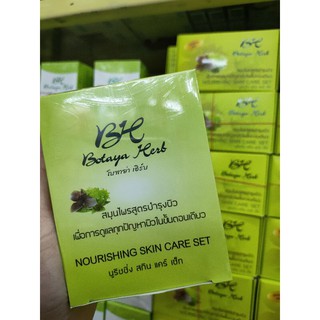 BH
Botaya Herb
โบทาย่า เฮิร์บ
สมุนไพรสูตรบำรุงผิว
เพื่อการดูแลทุกปัญหาผิวในขั้นตอนเดียว
NOURISHING SKIN CARE SET
นูริชชิ่ง สกิน แคร์ เซ็ท